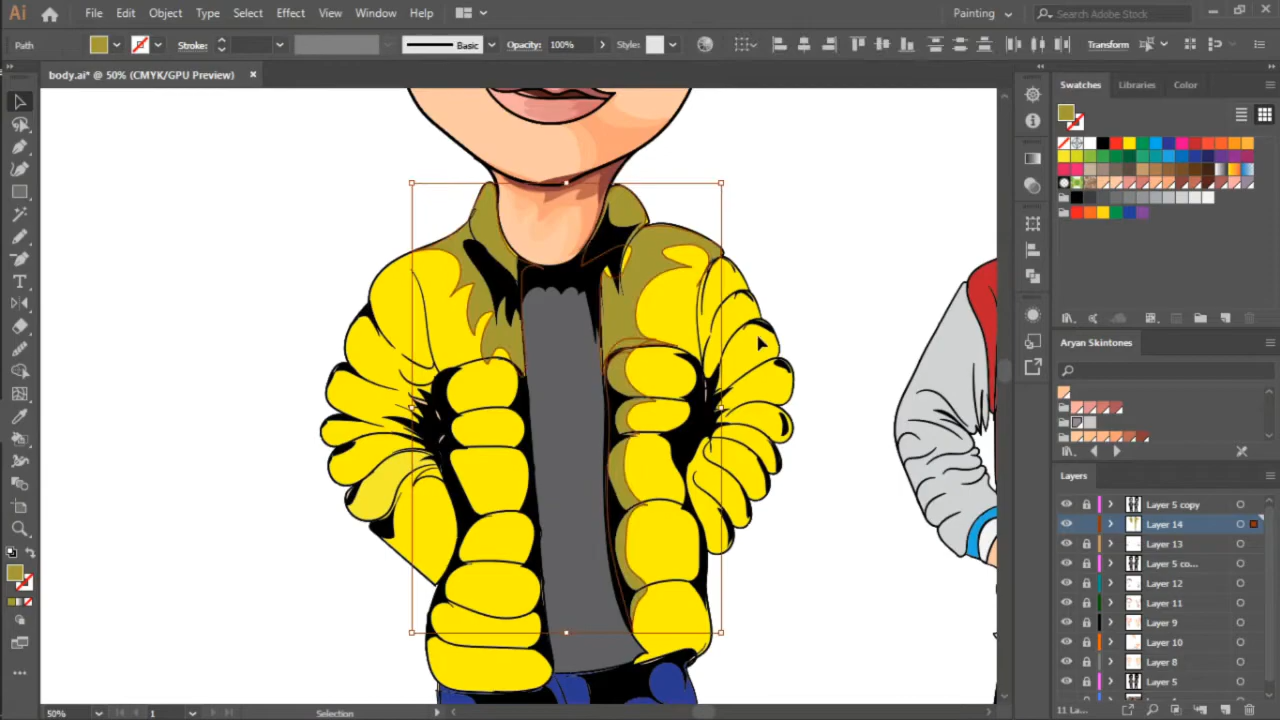 Ai File Edit Object Type Select Effect View Window Help Painting Search Adobe Stock
Path Stroke: Basic Opacity: 100% Style: Transform
body.ai* @ 50% (CMYK/GPU Preview) ×
Swatches Libraries Color
Aryan Skintones
Layers
Layer 5 copy
Layer 14
Layer 13
Layer 5 co...
Layer 12
Layer 11
Layer 9
Layer 10
Layer 8
Layer 5
50% 1 Selection 11 La...